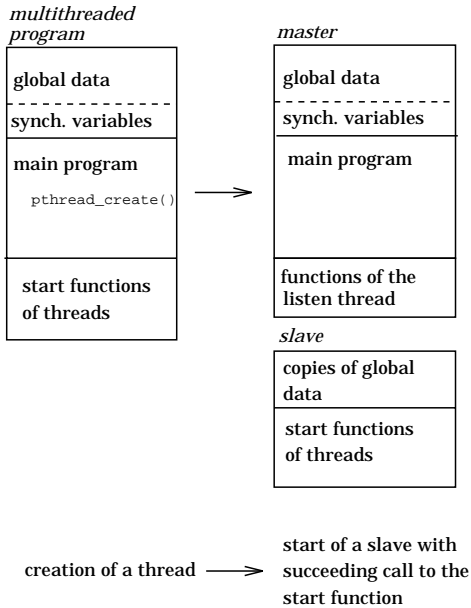 multithreaded
program
global data
synch. variables
main program
pthread_create()
start functions
of threads
master
global data
synch. variables
main program
functions of the
listen thread
slave
copies of global
data
start functions
of threads
creation of a thread
start of a slave with
succeeding call to the
start function